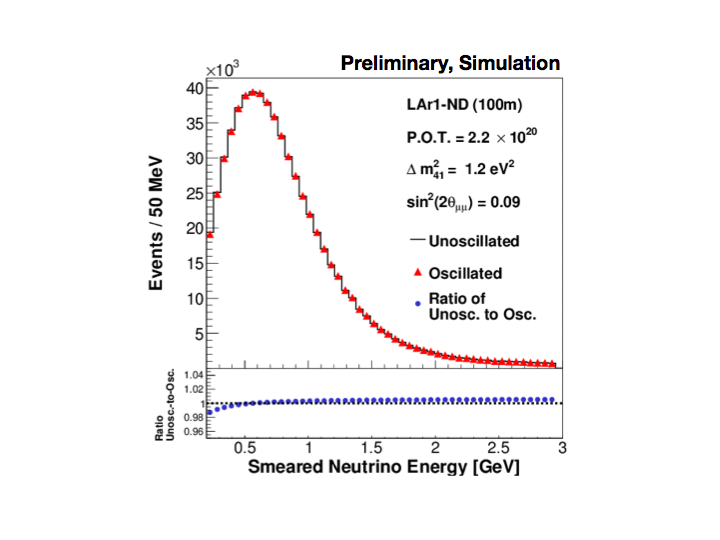 Preliminary, Simulation
×10³
40
35
30
25
20
15
10
5
Events / 50 MeV
LAr1-ND (100m)
P.O.T. = 2.2 × 10²⁰
Δ m²₄₁ = 1.2 eV²
sin²(2θ_μμ) = 0.09
Unoscillated
Oscillated
Ratio of
Unosc. to Osc.
1.04
1.02
1
0.98
0.96
Ratio
Unosc.-to-Osc.
0.5 1 1.5 2 2.5 3
Smeared Neutrino Energy [GeV]